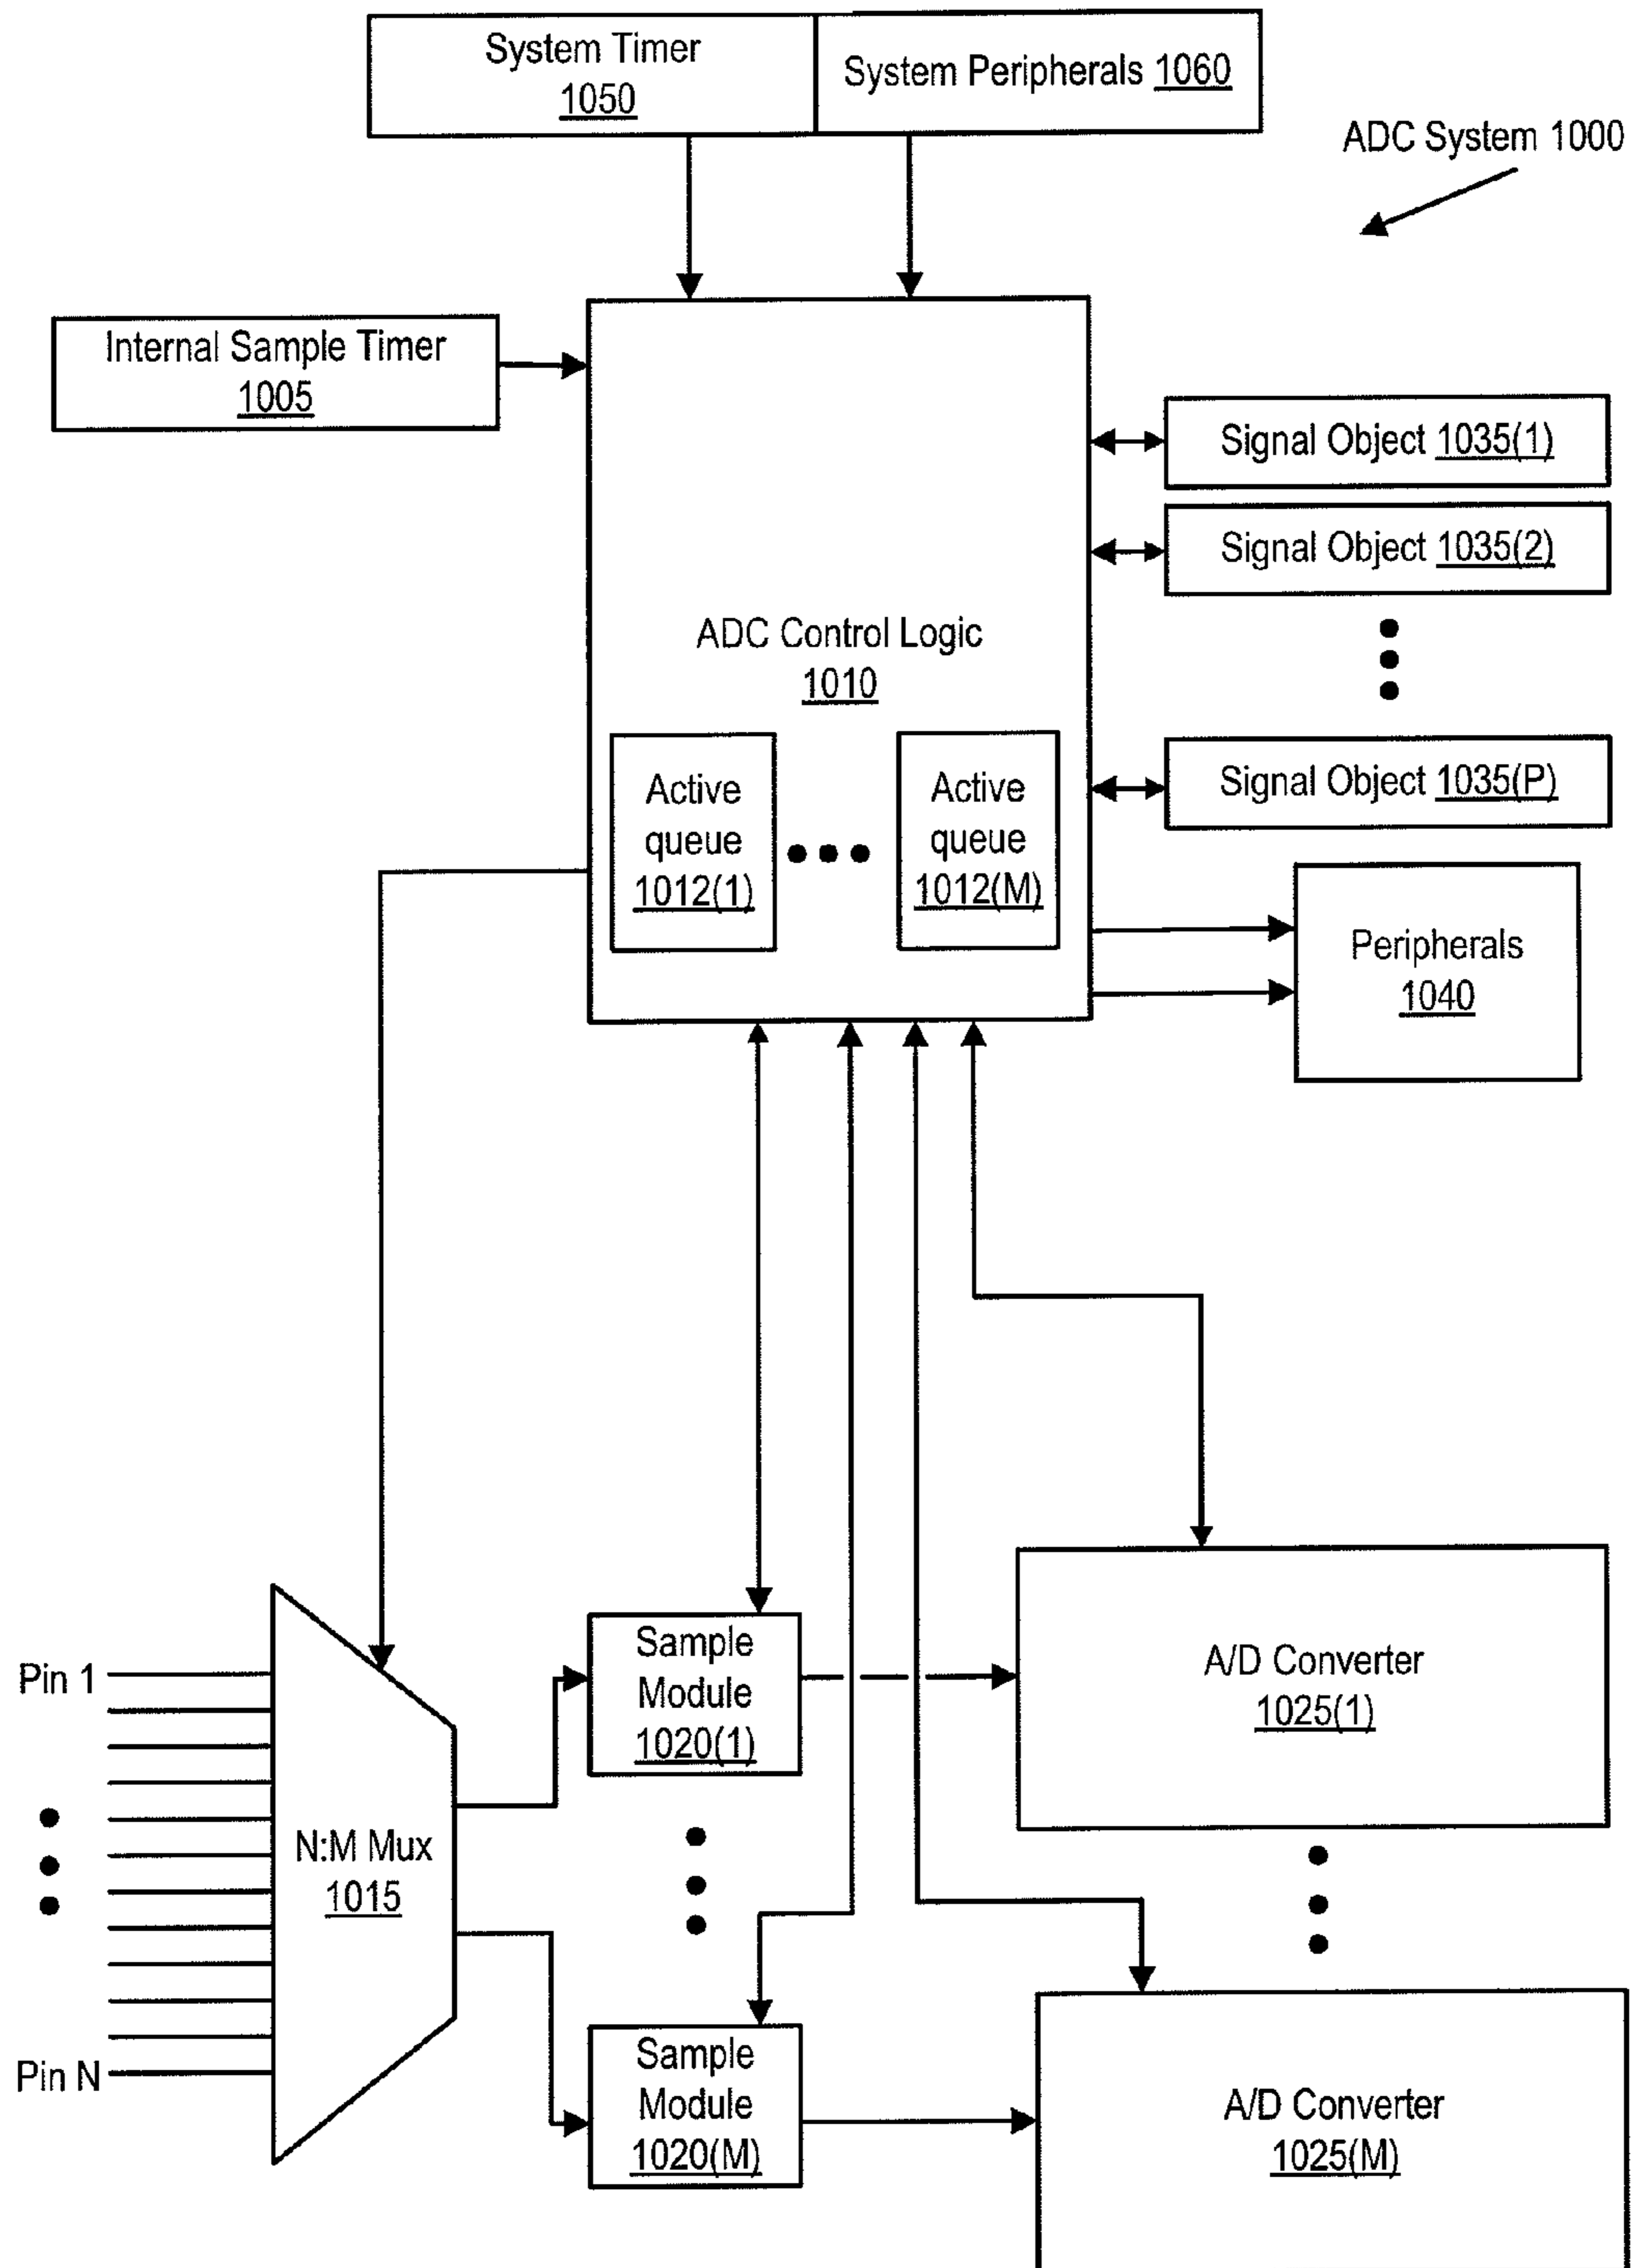 System Timer
1050
System Peripherals 1060
ADC System 1000
Internal Sample Timer
1005
Signal Object 1035(1)
Signal Object 1035(2)
ADC Control Logic
1010
Active
queue
1012(1)
Active
queue
1012(M)
Signal Object 1035(P)
Peripherals
1040
Pin 1
N:M Mux
1015
Pin N
Sample
Module
1020(1)
A/D Converter
1025(1)
Sample
Module
1020(M)
A/D Converter
1025(M)